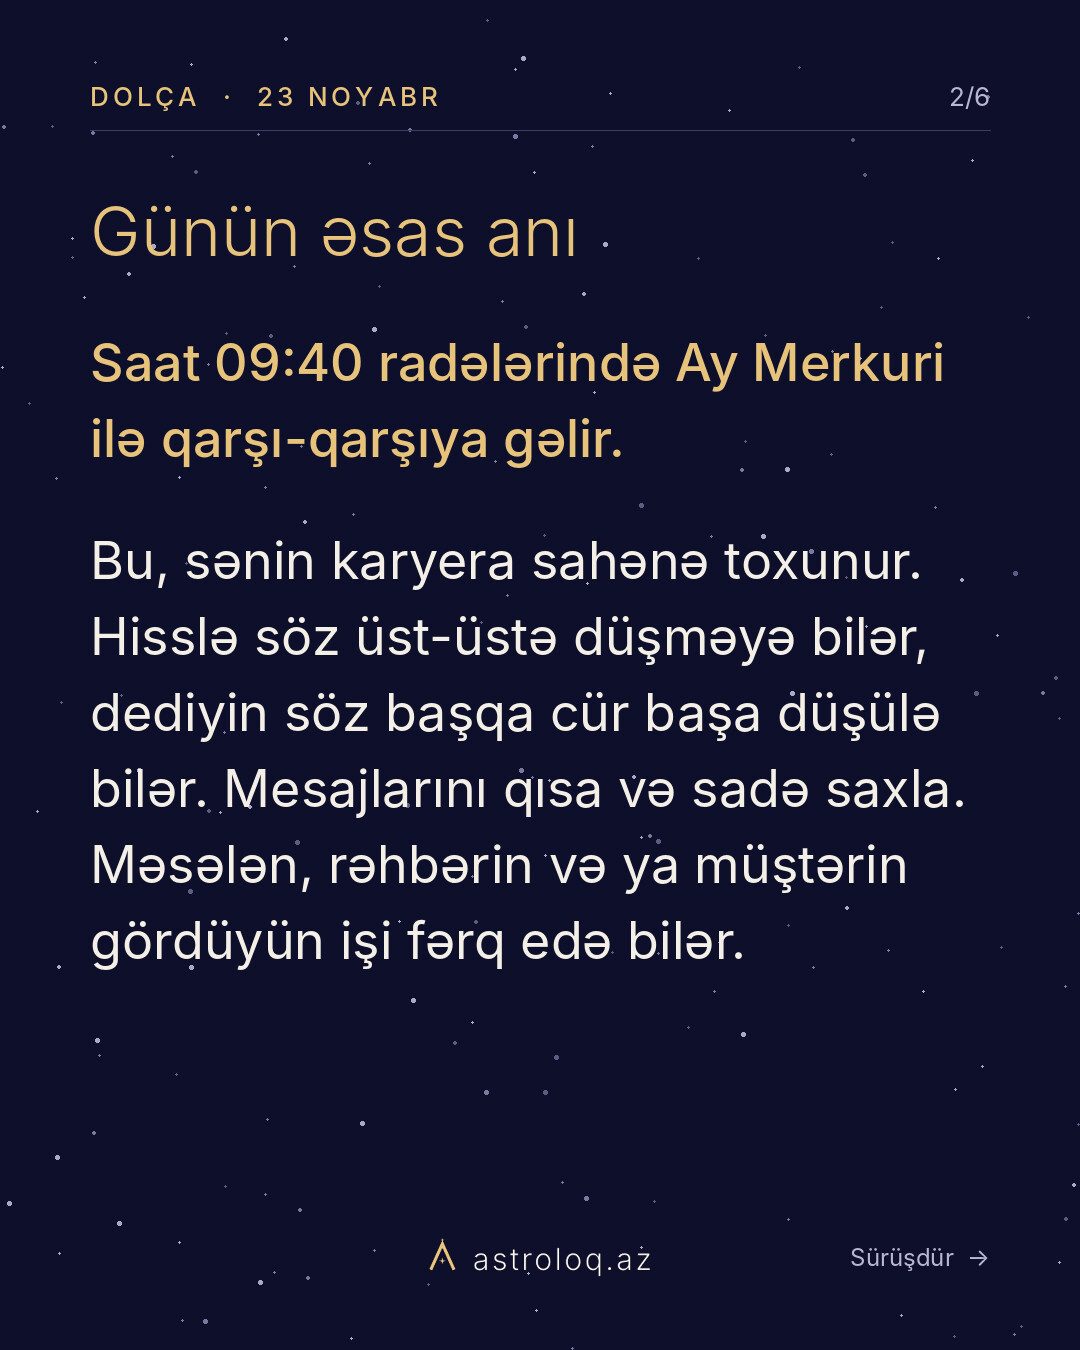 DOLÇA · 23 NOYABR
2/6
Günün əsas anı
Saat 09:40 radələrində Ay Merkuri
ilə qarşı-qarşıya gəlir.
Bu, sənin karyera sahənə toxunur.
Hisslə söz üst-üstə düşməyə bilər,
dediyin söz başqa cür başa düşülə
bilər. Mesajlarını qısa və sadə saxla.
Məsələn, rəhbərin və ya müştərin
gördüyün işi fərq edə bilər.
astroloq.az
Sürüşdür →